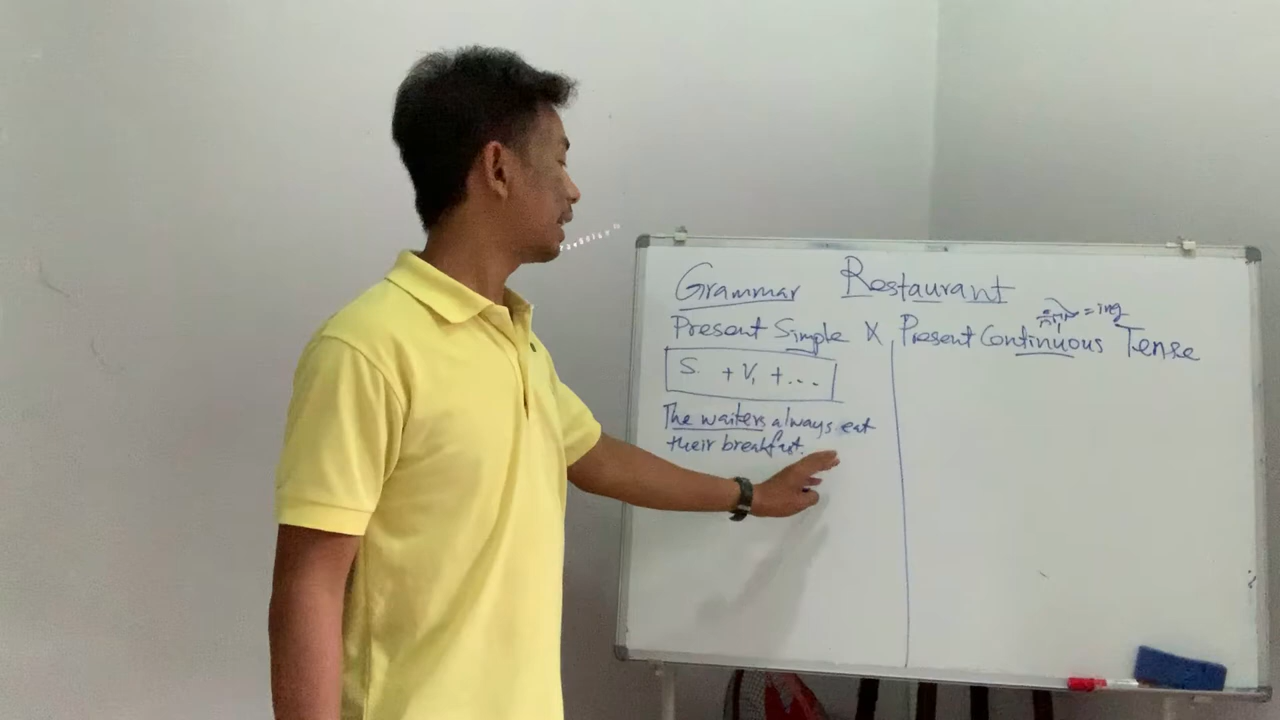 Grammar Restaurant
= ing
Present Simple X Present Continuous Tense
S. + V₁ + ...
The waiters always eat
their breakfast.